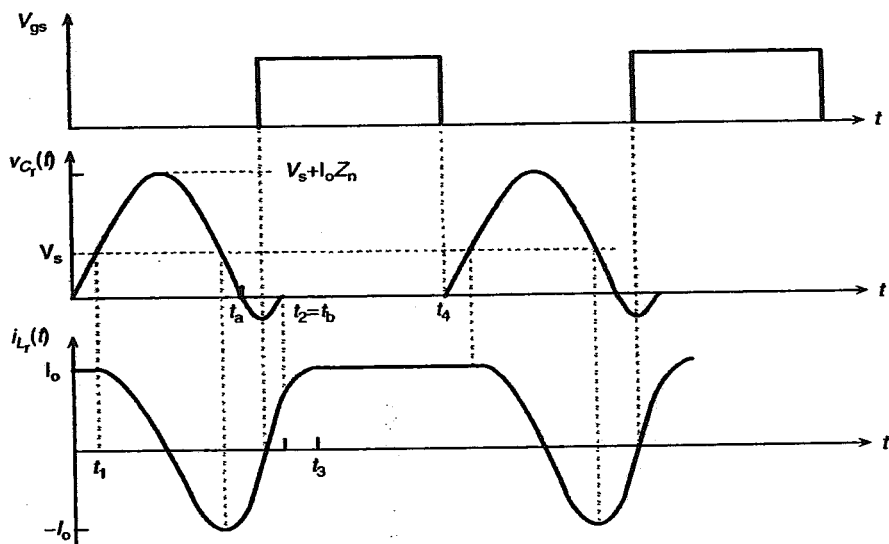 V_gs
t
v_Cr(t)
V_s+I_oZ_n
V_s
t_a
t_2=t_b
t_4
t
i_Lr(t)
I_o
t_1
t_3
t
-I_o